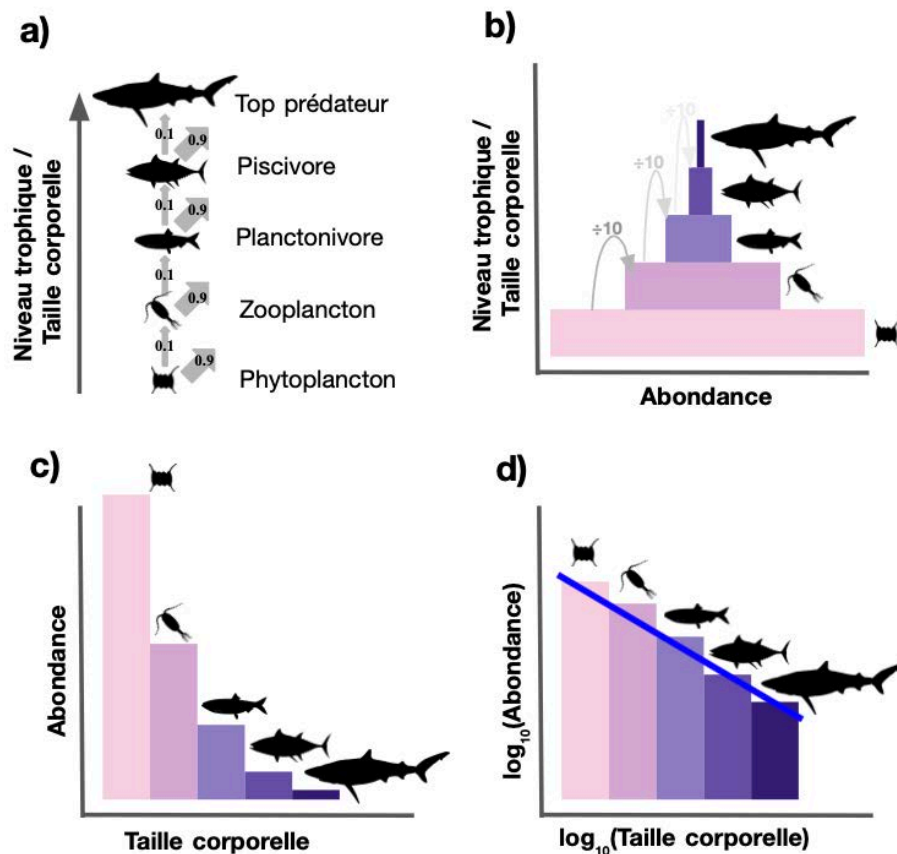 a)
Niveau trophique /
Taille corporelle
Top prédateur
0.1
0.9
Piscivore
0.1
0.9
Planctonivore
0.1
0.9
Zooplancton
0.1
0.9
Phytoplancton
b)
Niveau trophique /
Taille corporelle
÷10
÷10
÷10
Abondance
c)
Abondance
Taille corporelle
d)
log₁₀(Abondance)
log₁₀(Taille corporelle)